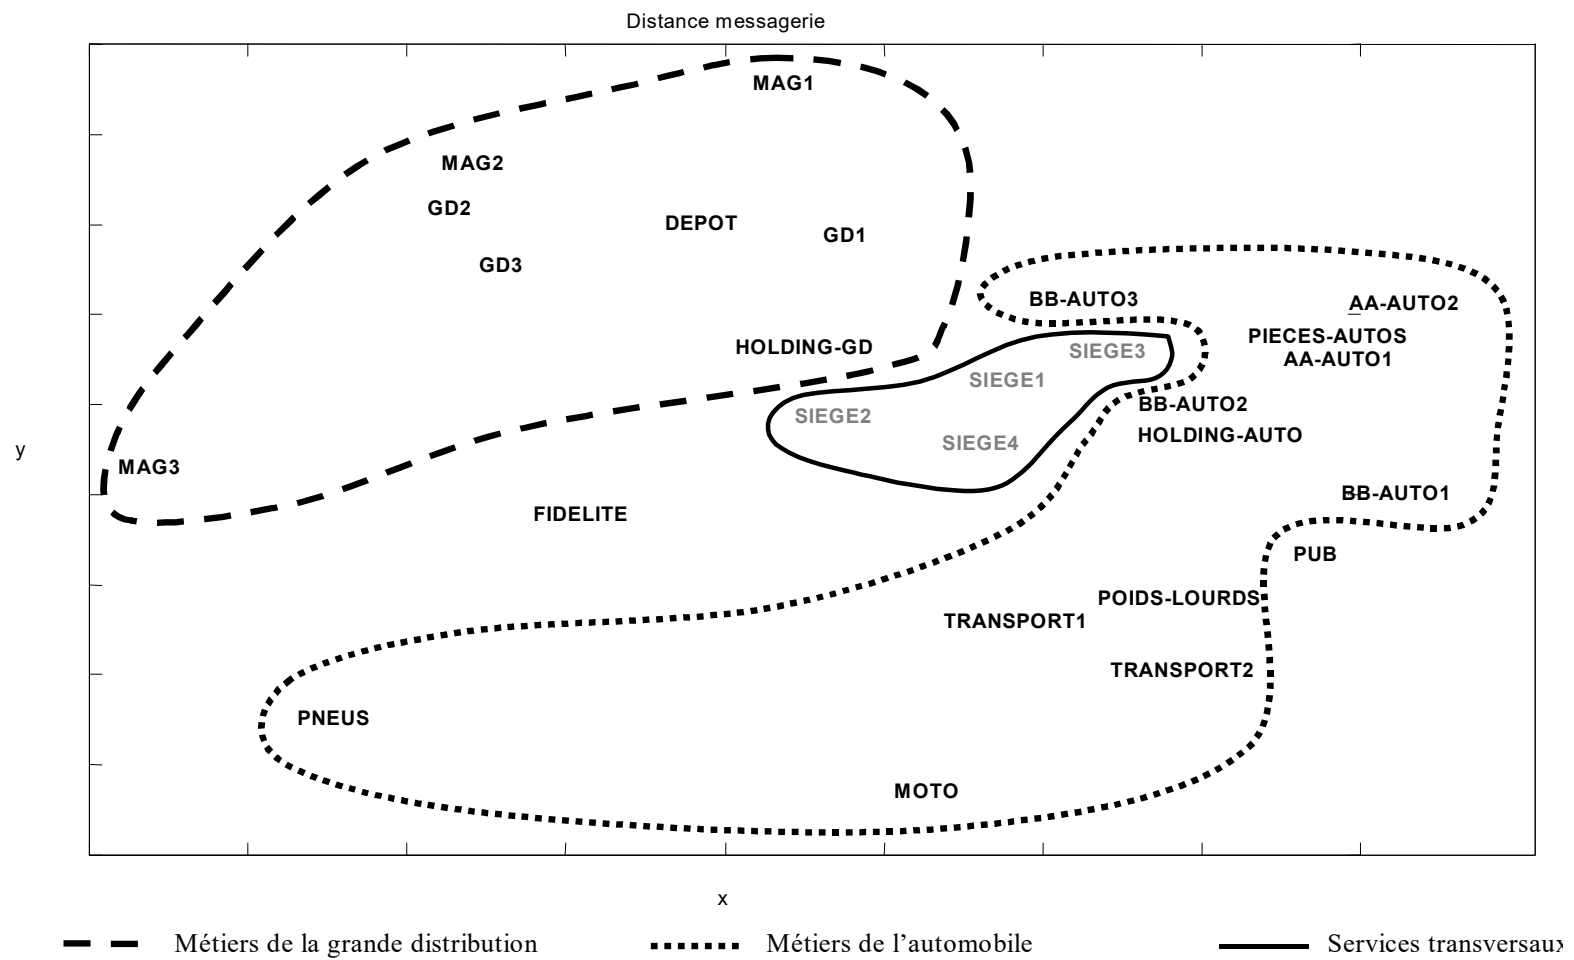 Distance messagerie
MAG1
MAG2
GD2
DEPOT
GD1
GD3
BB-AUTO3
AA-AUTO2
PIECES-AUTOS
HOLDING-GD
SIEGE3
AA-AUTO1
SIEGE1
BB-AUTO2
SIEGE2
HOLDING-AUTO
SIEGE4
y
MAG3
BB-AUTO1
FIDELITE
PUB
POIDS-LOURDS
TRANSPORT1
TRANSPORT2
PNEUS
MOTO
x
Métiers de la grande distribution
Métiers de l’automobile
Services transversaux